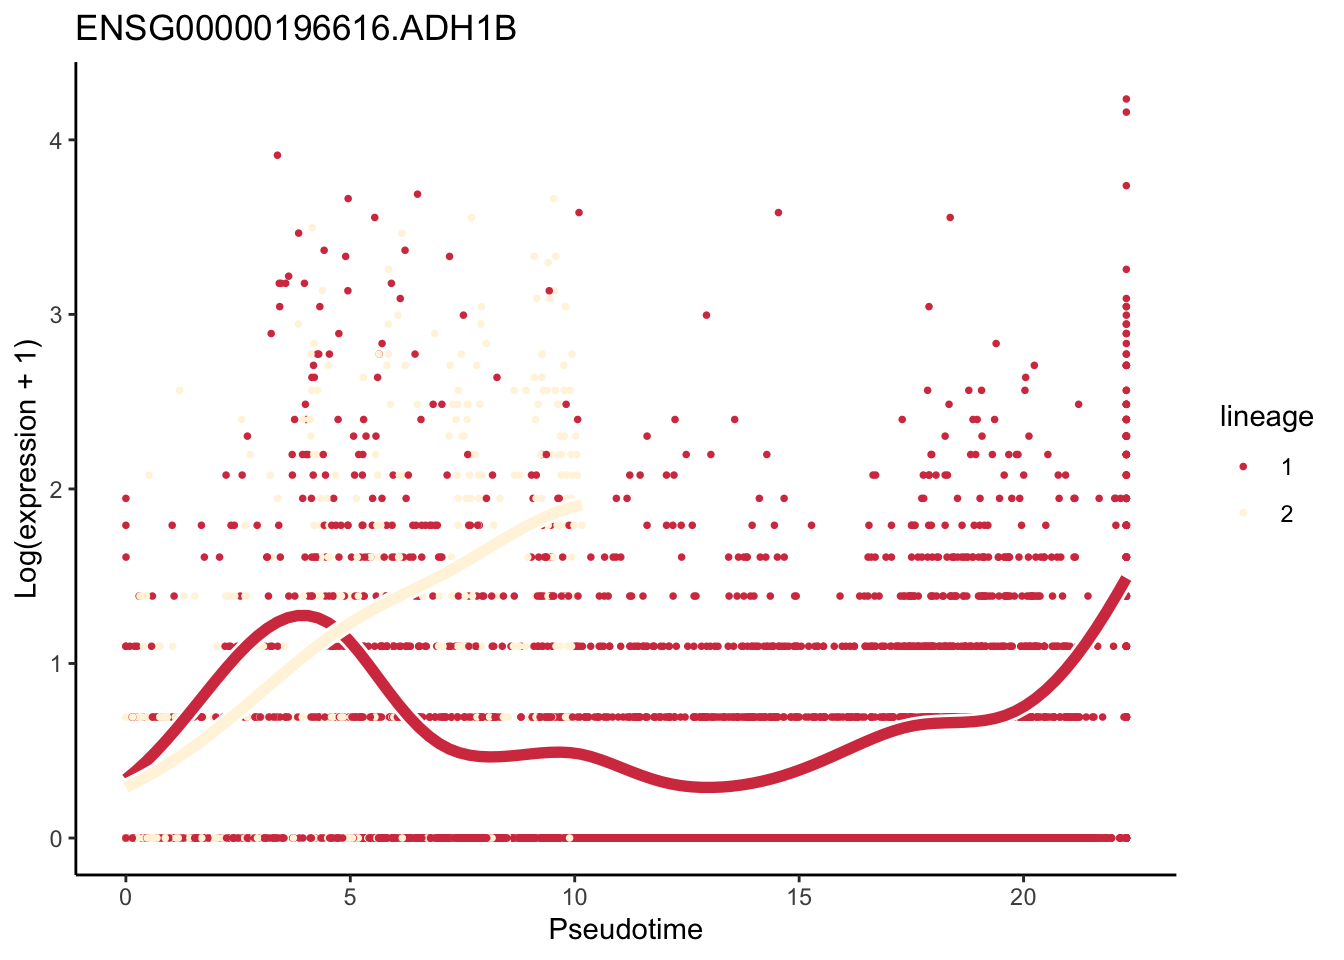 ENSG00000196616.ADH1B
Log(expression + 1)
4
3
2
1
0
0 5 10 15 20
Pseudotime
lineage
1
2